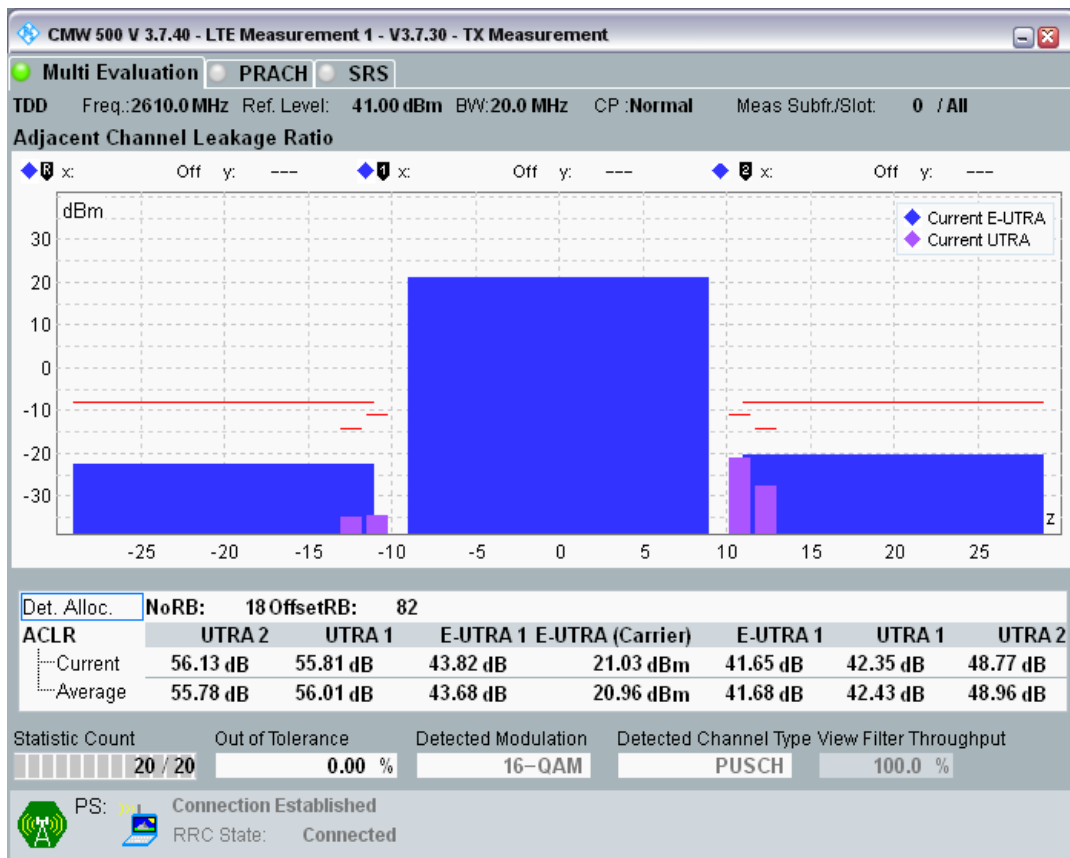 CMW 500 V 3.7.40 - LTE Measurement 1 - V3.7.30 - TX Measurement
Multi Evaluation PRACH SRS
TDD Freq.:2610.0 MHz Ref. Level: 41.00 dBm BW:20.0 MHz CP :Normal Meas Subfr./Slot: 0 / All
Adjacent Channel Leakage Ratio
R x: Off y: --- 1 x: Off y: --- 2 x: Off y: ---
dBm
Current E-UTRA
Current UTRA
30
20
10
0
-10
-20
-30
z
-25 -20 -15 -10 -5 0 5 10 15 20 25
Det. Alloc. NoRB: 18 OffsetRB: 82
ACLR UTRA 2 UTRA 1 E-UTRA 1 E-UTRA (Carrier) E-UTRA 1 UTRA 1 UTRA 2
Current 56.13 dB 55.81 dB 43.82 dB 21.03 dBm 41.65 dB 42.35 dB 48.77 dB
Average 55.78 dB 56.01 dB 43.68 dB 20.96 dBm 41.68 dB 42.43 dB 48.96 dB
Statistic Count Out of Tolerance Detected Modulation Detected Channel Type View Filter Throughput
20 / 20 0.00 % 16-QAM PUSCH 100.0 %
PS: Connection Established
RRC State: Connected